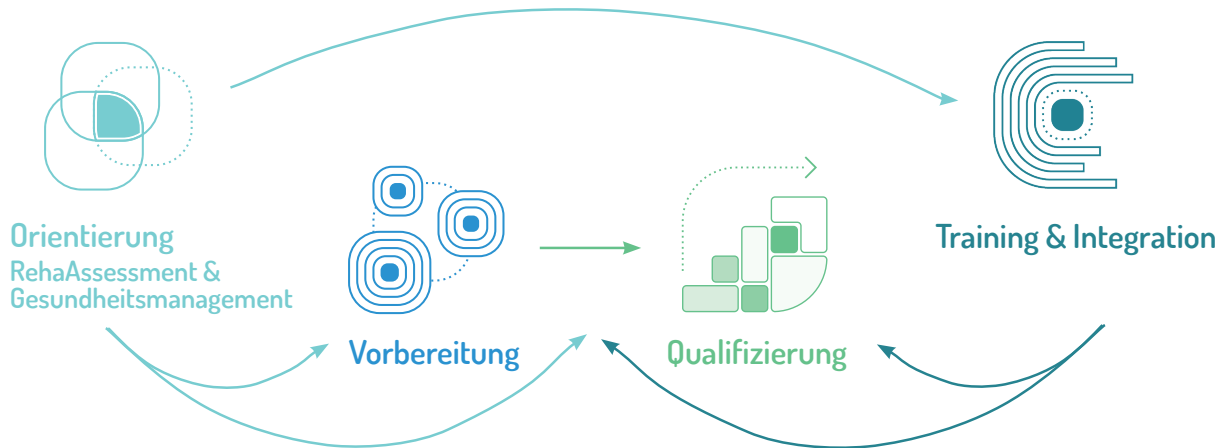 Orientierung
RehaAssessment &
Gesundheitsmanagement
Vorbereitung
Qualifizierung
Training & Integration